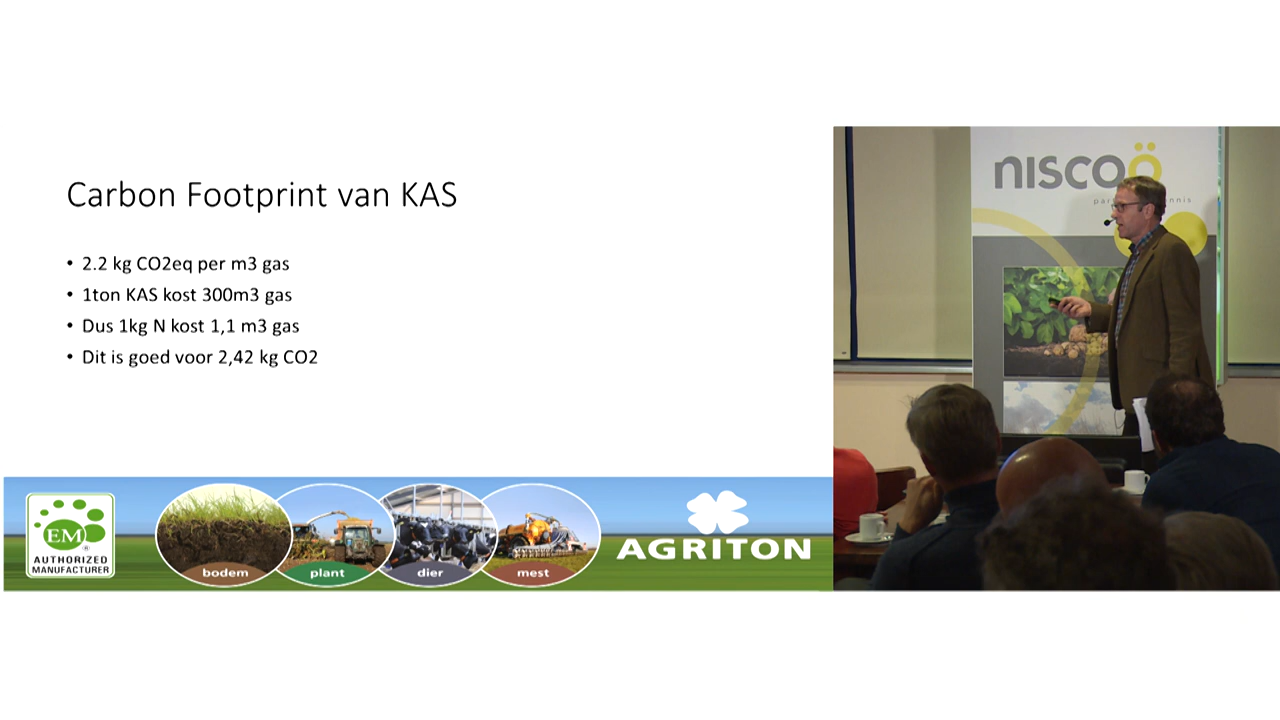 Carbon Footprint van KAS
• 2.2 kg CO2eq per m3 gas
• 1ton KAS kost 300m3 gas
• Dus 1kg N kost 1,1 m3 gas
• Dit is goed voor 2,42 kg CO2
EM
®
AUTHORIZED
MANUFACTURER
bodem
plant
dier
mest
AGRITON
niscoö